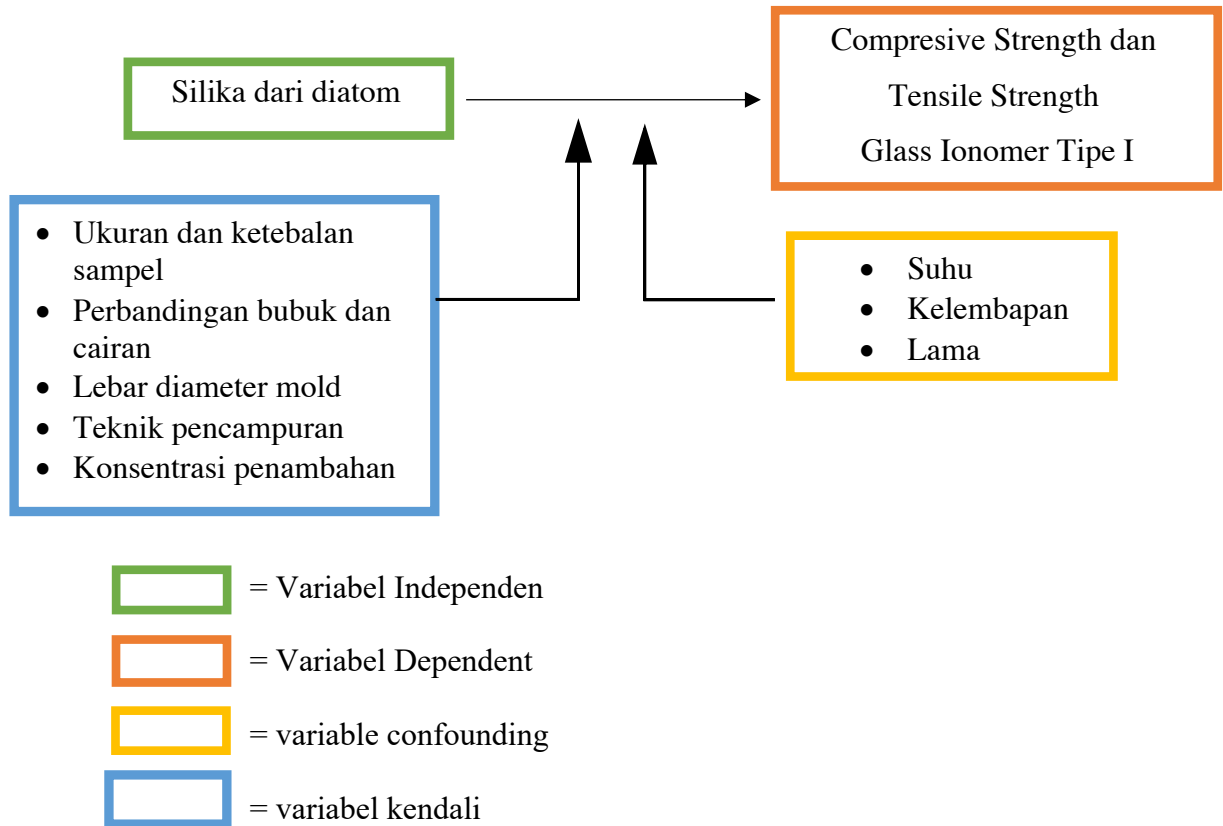 Silika dari diatom
Compresive Strength dan
Tensile Strength
Glass Ionomer Tipe I
• Ukuran dan ketebalan
sampel
• Perbandingan bubuk dan
cairan
• Lebar diameter mold
• Teknik pencampuran
• Konsentrasi penambahan
• Suhu
• Kelembapan
• Lama
= Variabel Independen
= Variabel Dependent
= variable confounding
= variabel kendali